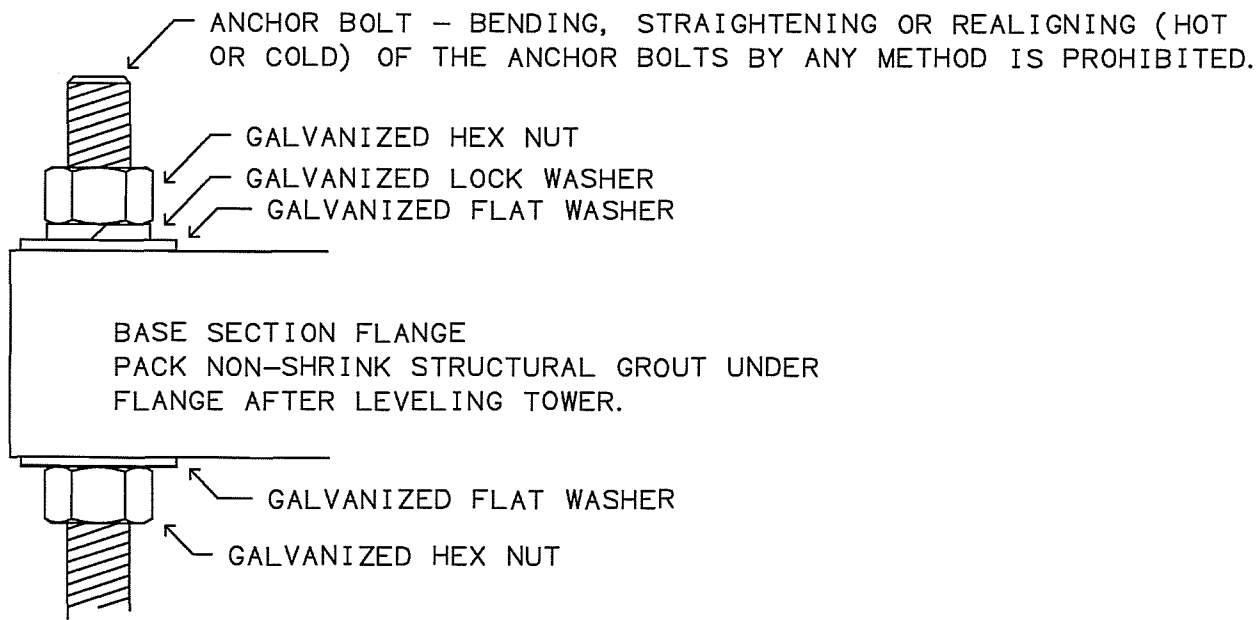 ANCHOR BOLT – BENDING, STRAIGHTENING OR REALIGNING (HOT
OR COLD) OF THE ANCHOR BOLTS BY ANY METHOD IS PROHIBITED.
GALVANIZED HEX NUT
GALVANIZED LOCK WASHER
GALVANIZED FLAT WASHER
BASE SECTION FLANGE
PACK NON–SHRINK STRUCTURAL GROUT UNDER
FLANGE AFTER LEVELING TOWER.
GALVANIZED FLAT WASHER
GALVANIZED HEX NUT